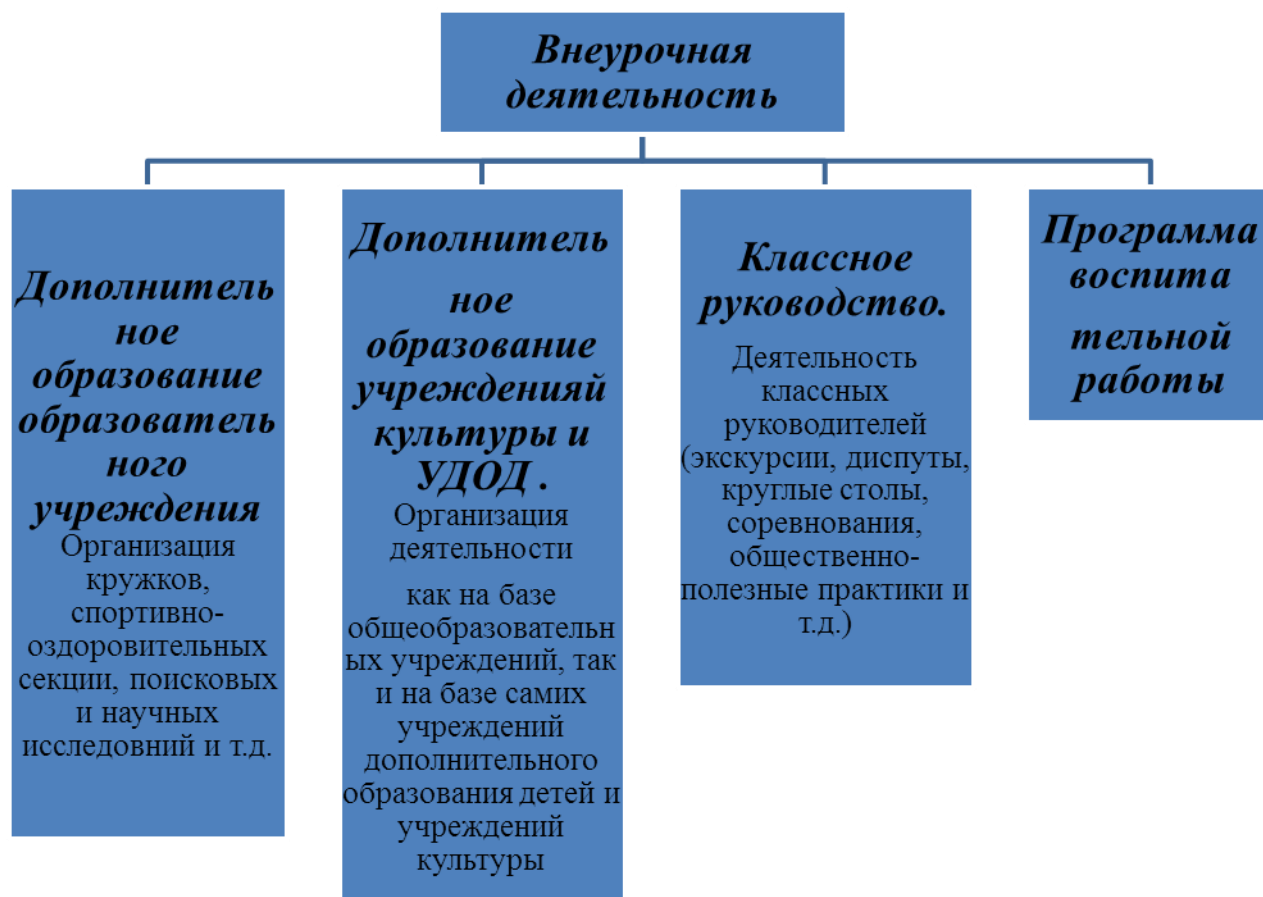 Внеурочная
деятельность
Дополнитель
ное
образование
образователь
ного
учреждения
Организация
кружков,
спортивно-
оздоровительных
секции, поисковых
и научных
исследовний и т.д.
Дополнитель
ное
образование
учрежденияй
культуры и
УДОД .
Организация
деятельности
как на базе
общеобразовательн
ых учреждений, так
и на базе самих
учреждений
дополнительного
образования детей и
учреждений
культуры
Классное
руководство.
Деятельность
классных
руководителей
(экскурсии, диспуты,
круглые столы,
соревнования,
общественно-
полезные практики и
т.д.)
Программа
воспита
тельной
работы